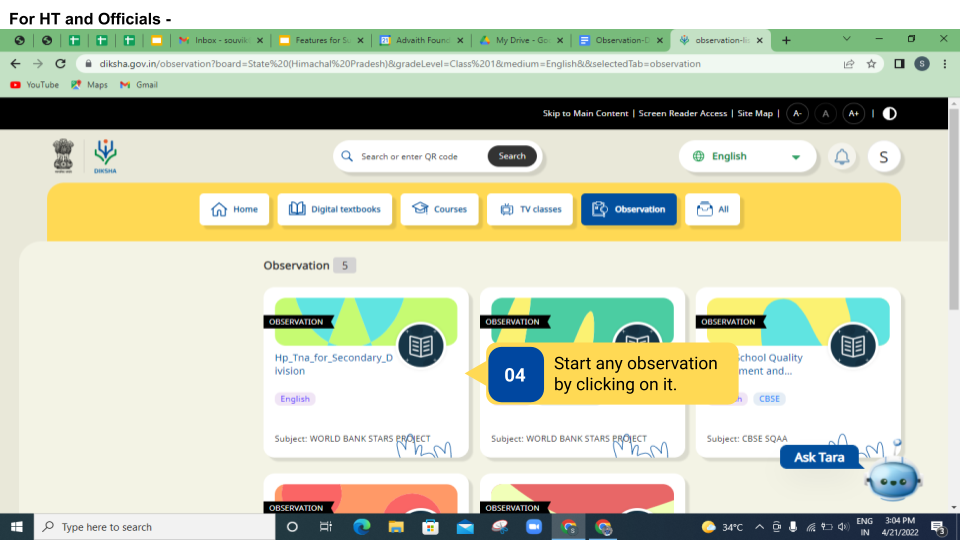 For HT and Officials -
Inbox - souvik
Features for Su
Advaith Found
My Drive - Go
Observation-D
observation-lis
diksha.gov.in/observation?board=State%20(Himachal%20Pradesh)&gradeLevel=Class%201&medium=English&&selectedTab=observation
S
YouTube
Maps
Gmail
Skip to Main Content | Screen Reader Access | Site Map | A- A A+ |
DIKSHA
Search or enter QR code
Search
English
S
Home
Digital textbooks
Courses
TV classes
Observation
All
Observation 5
OBSERVATION
OBSERVATION
OBSERVATION
Hp_Tna_for_Secondary_D
ivision
English
Subject: WORLD BANK STARS PROJECT
04
Start any observation
by clicking on it.
Subject: WORLD BANK STARS PROJECT
School Quality
ment and...
CBSE
Subject: CBSE SQAA
Ask Tara
OBSERVATION
OBSERVATION
Type here to search
34°C
ENG
IN
3:04 PM
4/21/2022
3